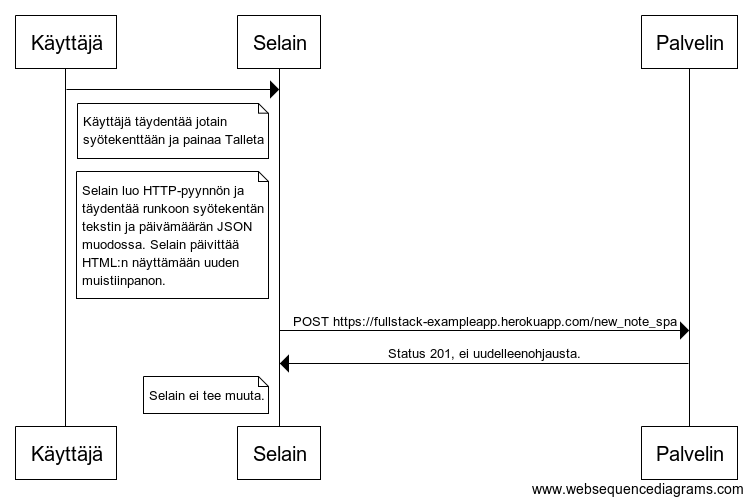 Käyttäjä
Selain
Palvelin
Käyttäjä täydentää jotain
syötekenttään ja painaa Talleta
Selain luo HTTP-pyynnön ja
täydentää runkoon syötekentän
tekstin ja päivämäärän JSON
muodossa. Selain päivittää
HTML:n näyttämään uuden
muistiinpanon.
POST https://fullstack-exampleapp.herokuapp.com/new_note_spa
Status 201, ei uudelleenohjausta.
Selain ei tee muuta.
Käyttäjä
Selain
Palvelin
www.websequencediagrams.com